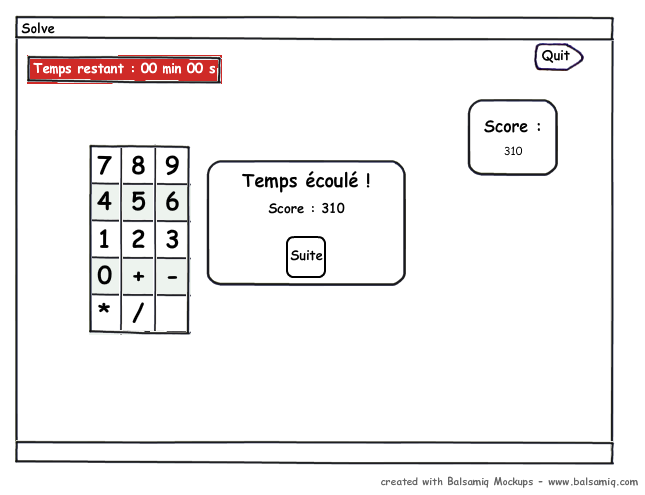 Solve
Quit
Temps restant : 00 min 00 s
Score :
310
7 8 9
4 5 6
1 2 3
0 + -
* /
Temps écoulé !
Score : 310
Suite
created with Balsamiq Mockups - www.balsamiq.com